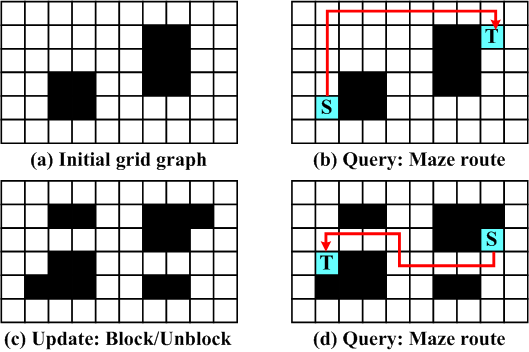 T
S
(a) Initial grid graph
(b) Query: Maze route
S
T
(c) Update: Block/Unblock
(d) Query: Maze route